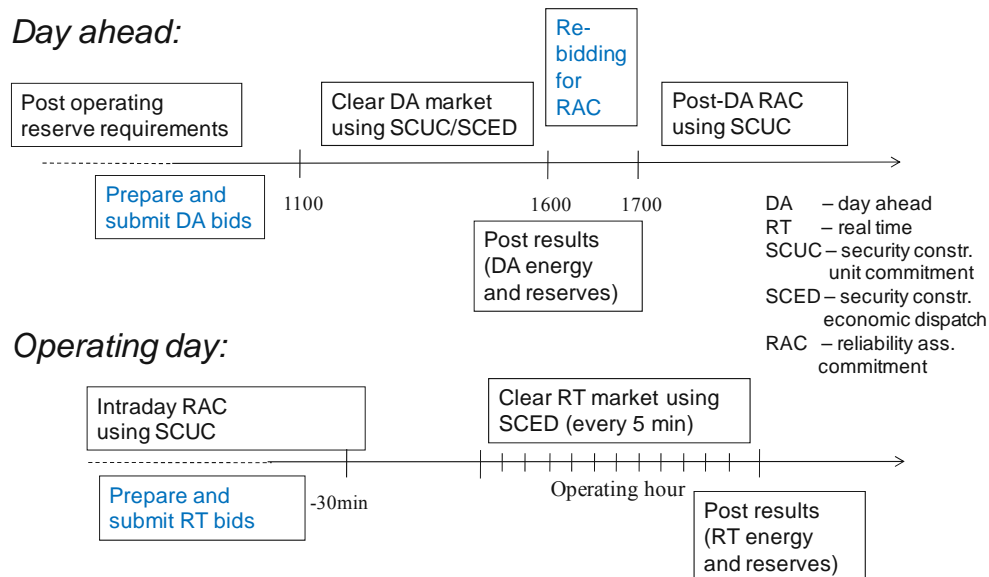 Day ahead:
Re-
bidding
for
RAC
Post operating
reserve requirements
Clear DA market
using SCUC/SCED
Post-DA RAC
using SCUC
Prepare and
submit DA bids
1100
1600
1700
Post results
(DA energy
and reserves)
DA – day ahead
RT – real time
SCUC – security constr.
unit commitment
SCED – security constr.
economic dispatch
RAC – reliability ass.
commitment
Operating day:
Intraday RAC
using SCUC
Clear RT market using
SCED (every 5 min)
Prepare and
submit RT bids
-30min
Operating hour
Post results
(RT energy
and reserves)